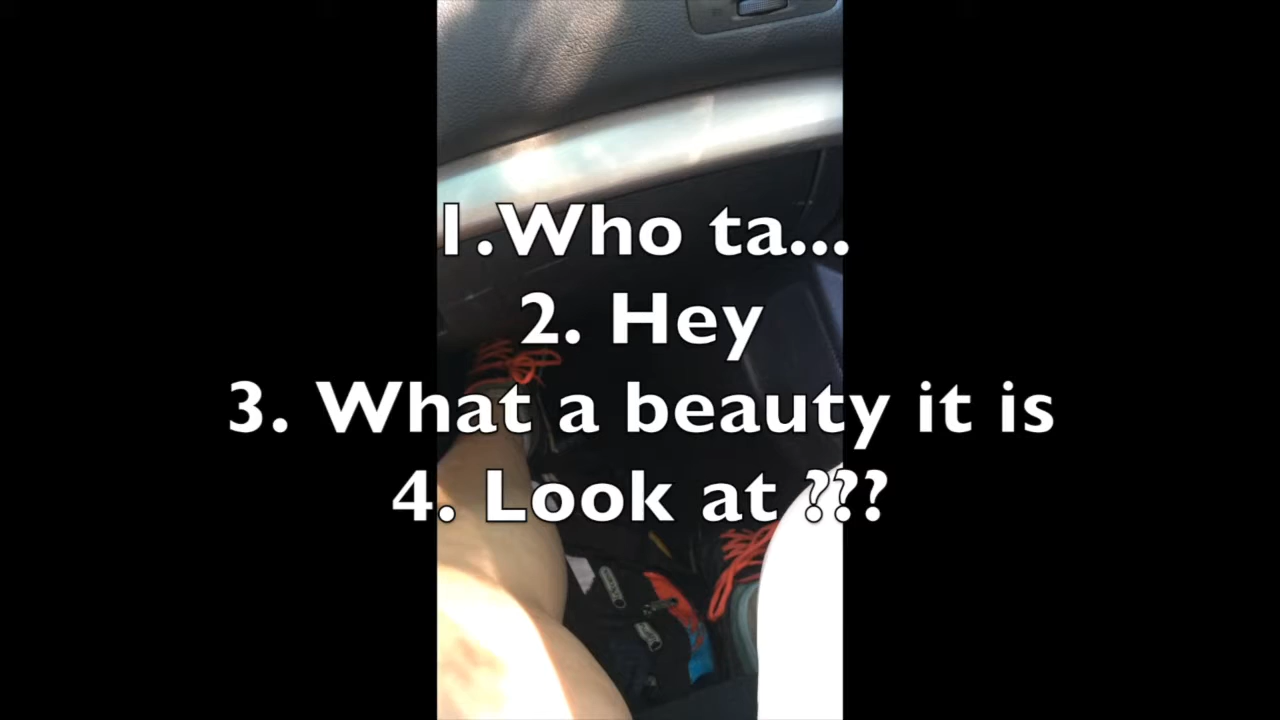 1.Who ta...
2. Hey
3. What a beauty it is
4. Look at ???